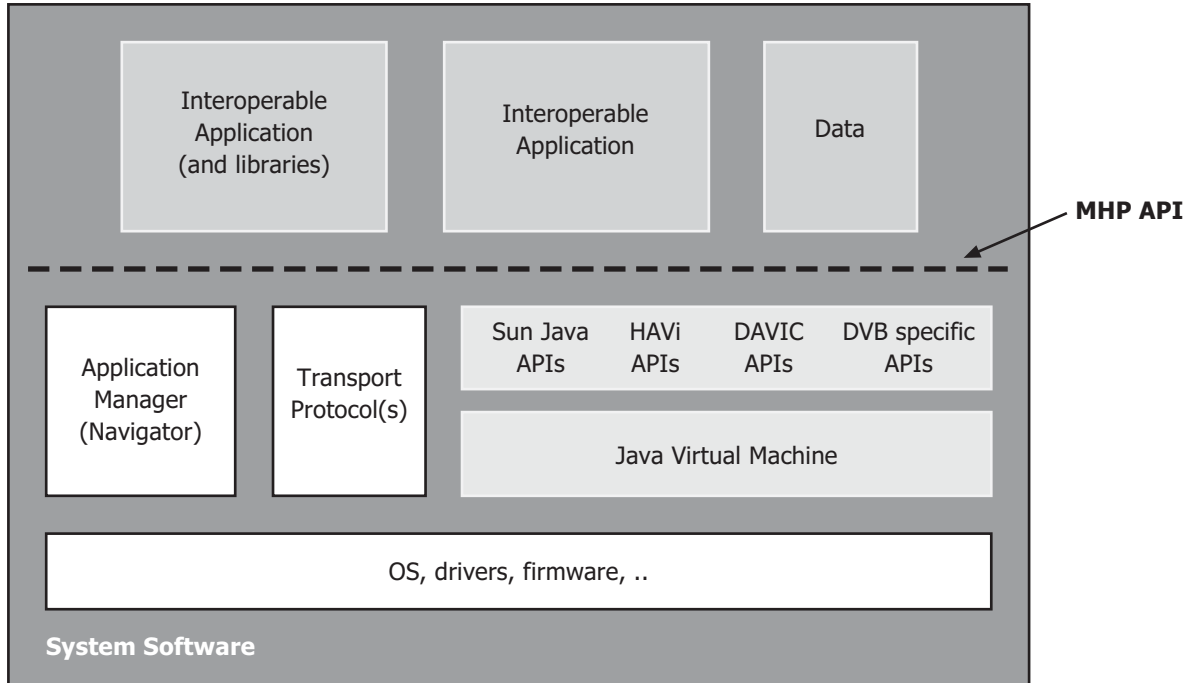 Interoperable
Application
(and libraries)
Interoperable
Application
Data
MHP API
Application
Manager
(Navigator)
Transport
Protocol(s)
Sun Java
APIs
HAVi
APIs
DAVIC
APIs
DVB specific
APIs
Java Virtual Machine
OS, drivers, firmware, ..
System Software